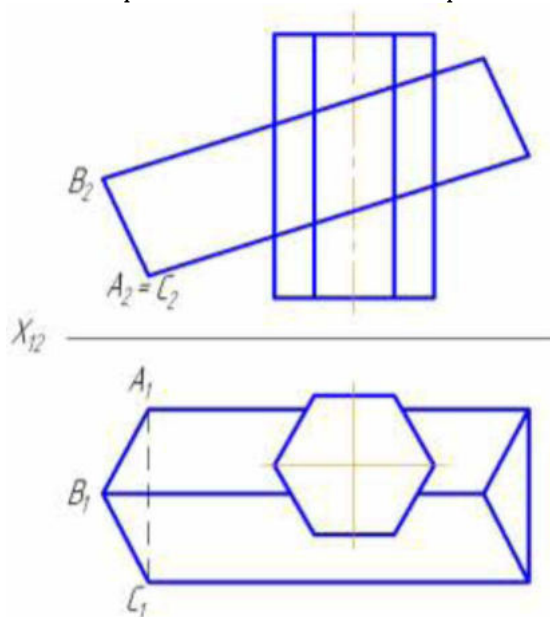 B₂
A₂ = C₂
X₁₂
A₁
B₁
C₁